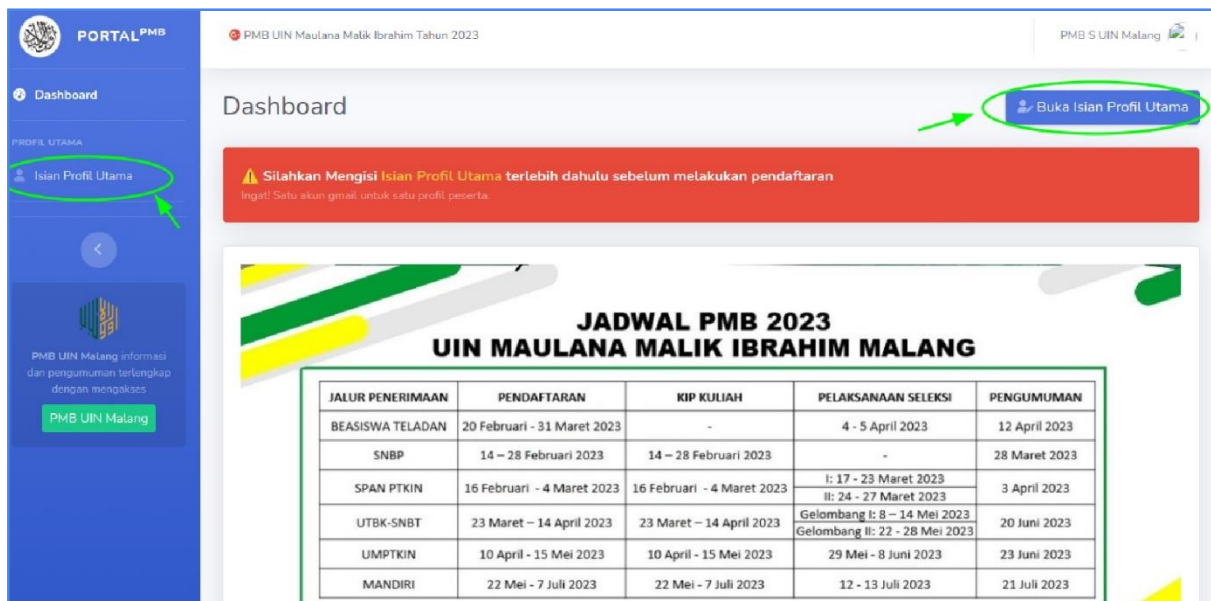 PORTAL PMB
PMB UIN Maulana Malik Ibrahim Tahun 2023
PMB S UIN Malang
Dashboard
Dashboard
Buka Isian Profil Utama
PROFIL UTAMA
Isian Profil Utama
Silahkan Mengisi Isian Profil Utama terlebih dahulu sebelum melakukan pendaftaran
Ingat! Satu akun gmail untuk satu profil peserta.
PMB UIN Malang informasi
dan pengumuman terlengkap
dengan mengakses
PMB UIN Malang
JADWAL PMB 2023
UIN MAULANA MALIK IBRAHIM MALANG
JALUR PENERIMAAN PENDAFTARAN KIP KULIAH PELAKSANAAN SELEKSI PENGUMUMAN
BEASISWA TELADAN 20 Februari - 31 Maret 2023 - 4 - 5 April 2023 12 April 2023
SNBP 14 – 28 Februari 2023 14 – 28 Februari 2023 - 28 Maret 2023
SPAN PTKIN 16 Februari - 4 Maret 2023 16 Februari - 4 Maret 2023 I: 17 - 23 Maret 2023 3 April 2023
II: 24 - 27 Maret 2023
UTBK-SNBT 23 Maret – 14 April 2023 23 Maret – 14 April 2023 Gelombang I: 8 – 14 Mei 2023 20 Juni 2023
Gelombang II: 22 - 28 Mei 2023
UMPTKIN 10 April - 15 Mei 2023 10 April - 15 Mei 2023 29 Mei - 8 Juni 2023 23 Juni 2023
MANDIRI 22 Mei - 7 Juli 2023 22 Mei - 7 Juli 2023 12 - 13 Juli 2023 21 Juli 2023